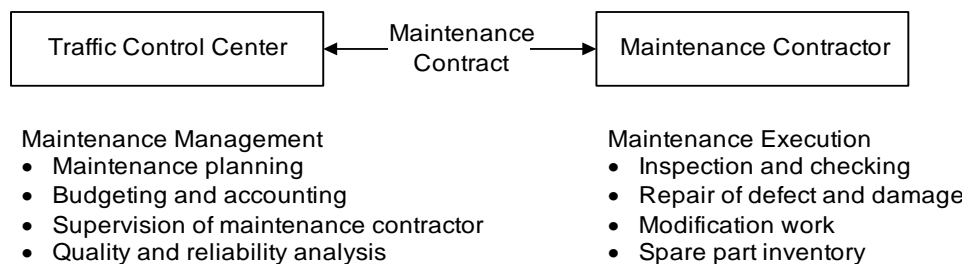 Traffic Control Center
Maintenance
Contract
Maintenance Contractor
Maintenance Management
• Maintenance planning
• Budgeting and accounting
• Supervision of maintenance contractor
• Quality and reliability analysis
Maintenance Execution
• Inspection and checking
• Repair of defect and damage
• Modification work
• Spare part inventory